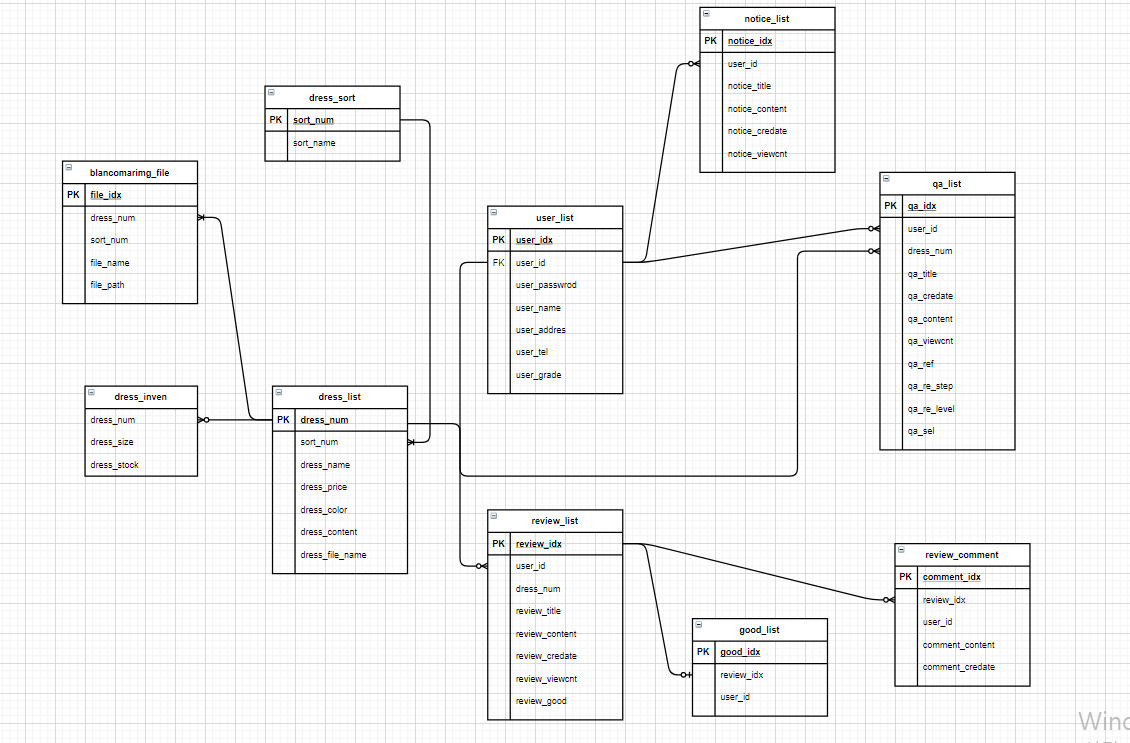 notice_list
PK notice_idx
user_id
notice_title
notice_content
notice_credate
notice_viewcnt
dress_sort
PK sort_num
sort_name
blancomarimg_file
PK file_idx
dress_num
sort_num
file_name
file_path
user_list
PK user_idx
FK user_id
user_passwrod
user_name
user_addres
user_tel
user_grade
qa_list
PK qa_idx
user_id
dress_num
qa_title
qa_credate
qa_content
qa_viewcnt
qa_ref
qa_re_step
qa_re_level
qa_sel
dress_inven
dress_num
dress_size
dress_stock
dress_list
PK dress_num
sort_num
dress_name
dress_price
dress_color
dress_content
dress_file_name
review_list
PK review_idx
user_id
dress_num
review_title
review_content
review_credate
review_viewcnt
review_good
good_list
PK good_idx
review_idx
user_id
review_comment
PK comment_idx
review_idx
user_id
comment_content
comment_credate
Wind